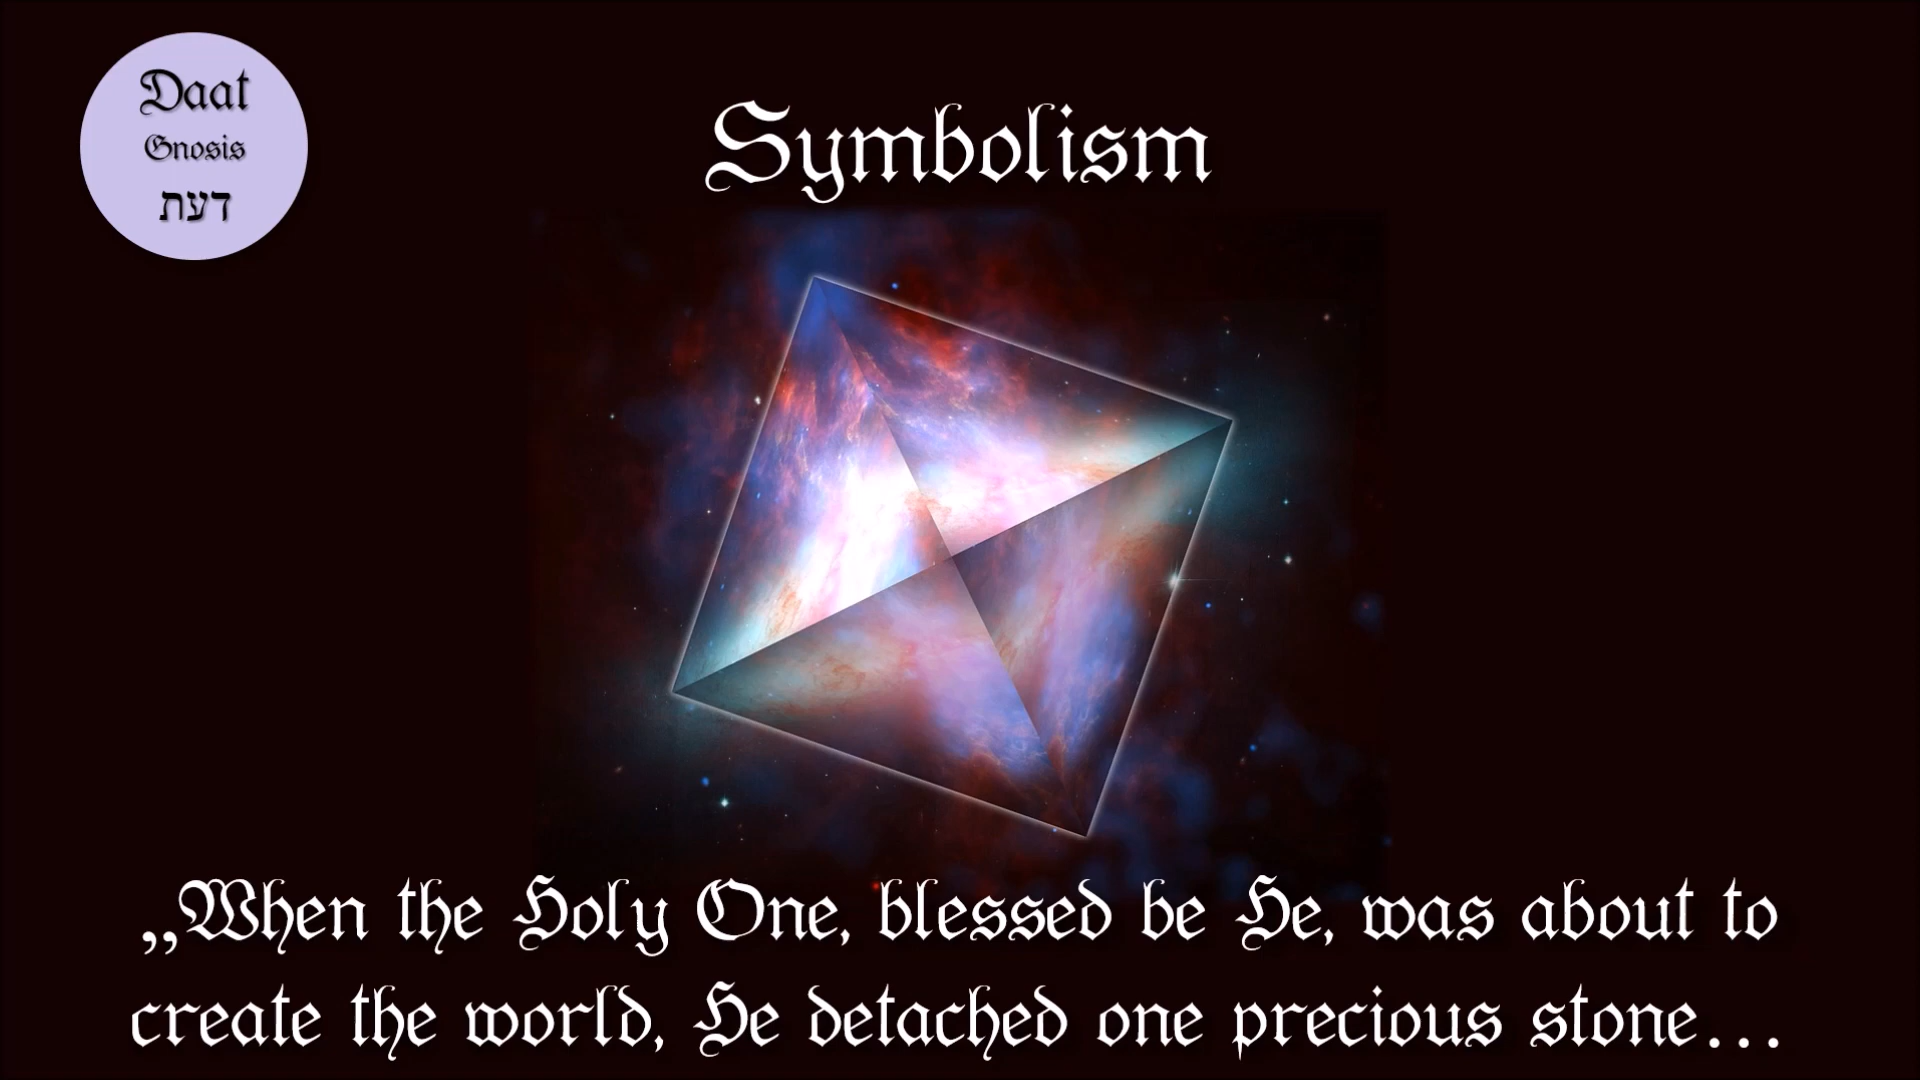 Daat
Gnosis
דעת
Symbolism
„When the Holy One, blessed be He, was about to
create the world, He detached one precious stone...